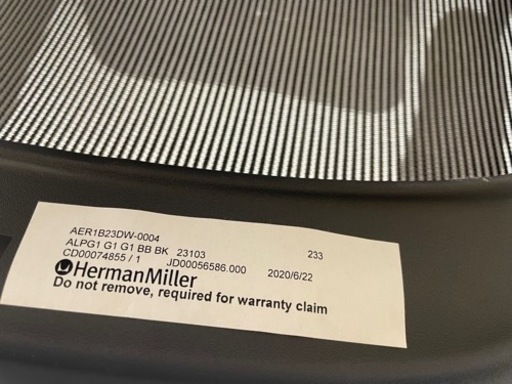 AER1B23DW-0004
ALPG1 G1 G1 BB BK 23103 233
CD00074855 / 1 JD00056586.000 2020/6/22
HermanMiller
Do not remove, required for warranty claim